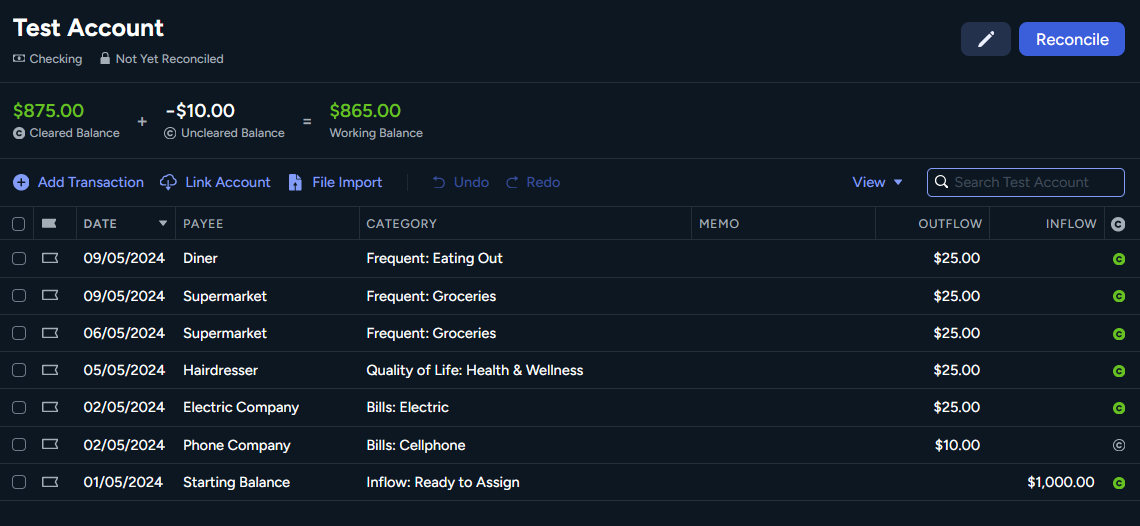 Test Account
Checking Not Yet Reconciled
Reconcile
$875.00 + -$10.00 = $865.00
C Cleared Balance C Uncleared Balance Working Balance
Add Transaction Link Account File Import Undo Redo View Search Test Account
DATE PAYEE CATEGORY MEMO OUTFLOW INFLOW C
09/05/2024 Diner Frequent: Eating Out $25.00 C
09/05/2024 Supermarket Frequent: Groceries $25.00 C
06/05/2024 Supermarket Frequent: Groceries $25.00 C
05/05/2024 Hairdresser Quality of Life: Health & Wellness $25.00 C
02/05/2024 Electric Company Bills: Electric $25.00 C
02/05/2024 Phone Company Bills: Cellphone $10.00 C
01/05/2024 Starting Balance Inflow: Ready to Assign $1,000.00 C